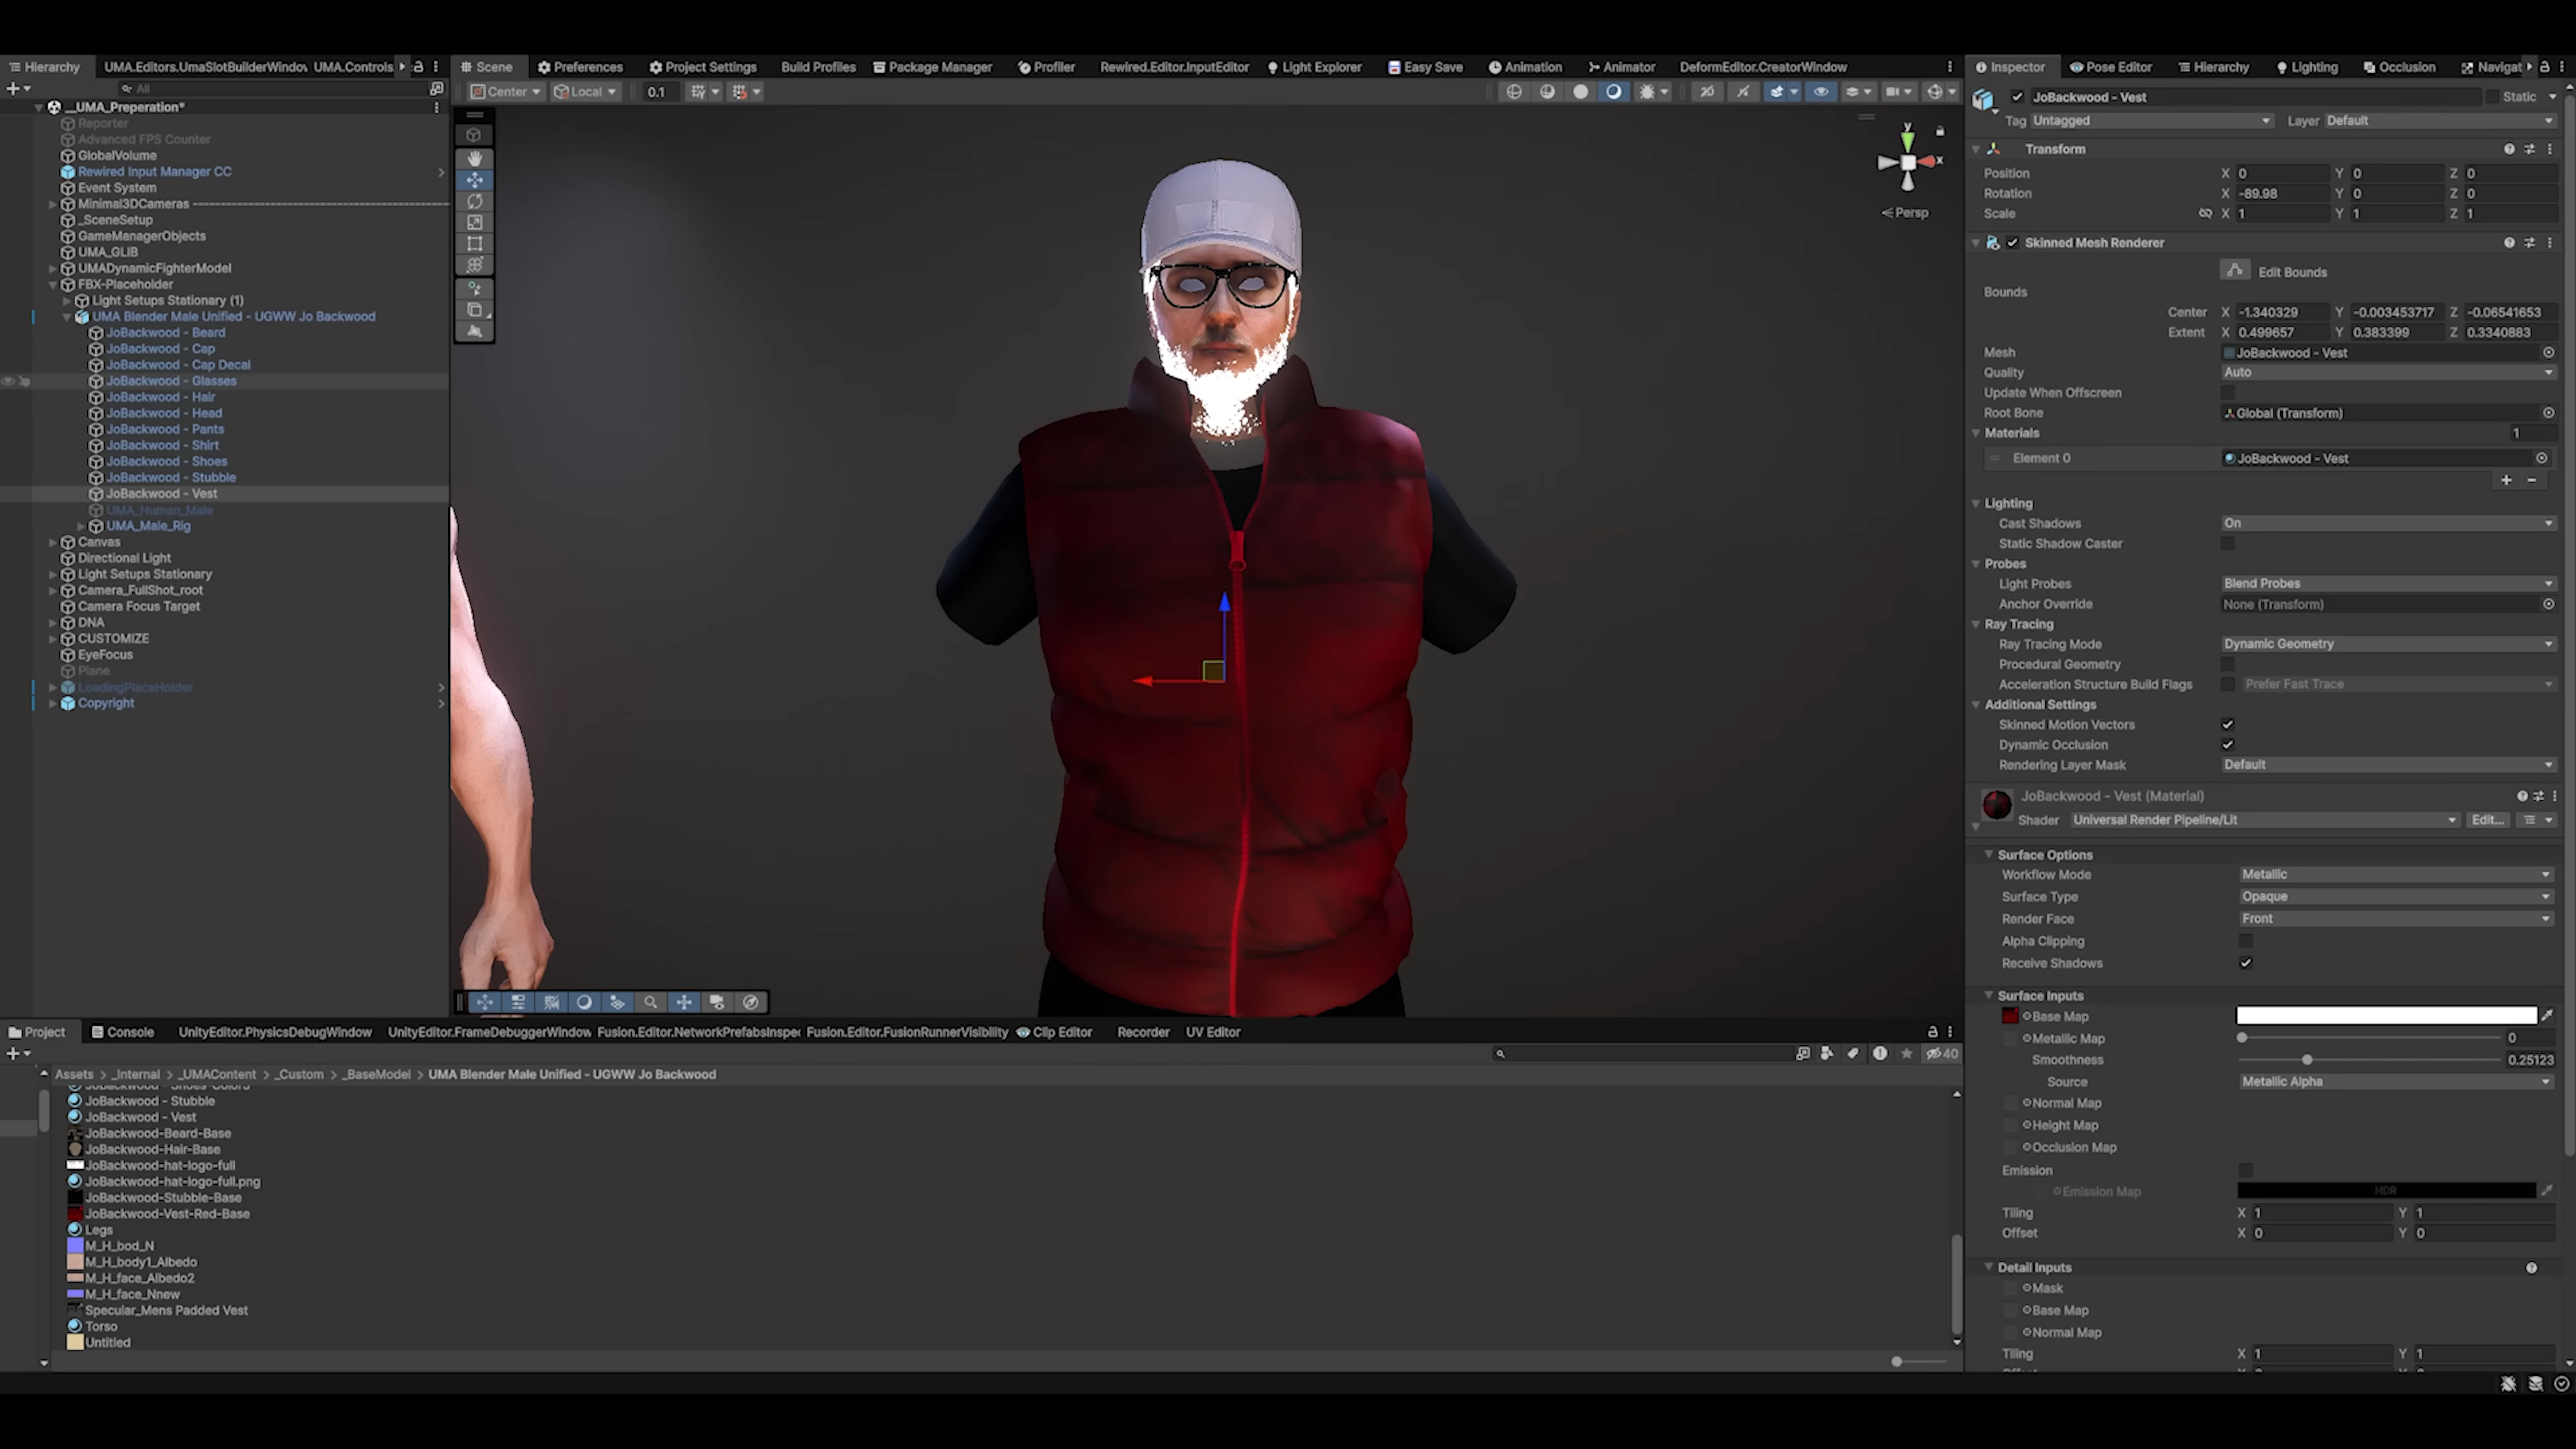 Hierarchy UMA.Editors.UmaSlotBuilderWindow UMA.Controls
Scene Preferences Project Settings Build Profiles Package Manager Profiler Rewired.Editor.InputEditor Light Explorer Easy Save Animation Animator DeformEditor.CreatorWindow
Inspector Pose Editor Hierarchy Lighting Occlusion Navigat
All
Center Local 0.1
__UMA_Preperation*
Reporter
Advanced FPS Counter
GlobalVolume
Rewired Input Manager CC
Event System
Minimal3DCameras
_SceneSetup
GameManagerObjects
UMA_GLIB
UMADynamicFighterModel
FBX-Placeholder
Light Setups Stationary (1)
UMA Blender Male Unified - UGWW Jo Backwood
JoBackwood - Beard
JoBackwood - Cap
JoBackwood - Cap Decal
JoBackwood - Glasses
JoBackwood - Hair
JoBackwood - Head
JoBackwood - Pants
JoBackwood - Shirt
JoBackwood - Shoes
JoBackwood - Stubble
JoBackwood - Vest
UMA_Human_Male
UMA_Male_Rig
Canvas
Directional Light
Light Setups Stationary
Camera_FullShot_root
Camera Focus Target
DNA
CUSTOMIZE
EyeFocus
Plane
LoadingPlaceHolder
Copyright
y
x
Persp
JoBackwood - Vest Static
Tag Untagged Layer Default
Transform
Position X 0 Y 0 Z 0
Rotation X -89.98 Y 0 Z 0
Scale X 1 Y 1 Z 1
Skinned Mesh Renderer
Edit Bounds
Bounds
Center X -1.340329 Y -0.003453717 Z -0.06541653
Extent X 0.499657 Y 0.383399 Z 0.3340883
Mesh JoBackwood - Vest
Quality Auto
Update When Offscreen
Root Bone Global (Transform)
Materials 1
Element 0 JoBackwood - Vest
Lighting
Cast Shadows On
Static Shadow Caster
Probes
Light Probes Blend Probes
Anchor Override None (Transform)
Ray Tracing
Ray Tracing Mode Dynamic Geometry
Procedural Geometry
Acceleration Structure Build Flags Prefer Fast Trace
Additional Settings
Skinned Motion Vectors
Dynamic Occlusion
Rendering Layer Mask Default
JoBackwood - Vest (Material)
Shader Universal Render Pipeline/Lit Edit...
Surface Options
Workflow Mode Metallic
Surface Type Opaque
Render Face Front
Alpha Clipping
Receive Shadows
Surface Inputs
Base Map
Metallic Map 0
Smoothness 0.25123
Source Metallic Alpha
Normal Map
Height Map
Occlusion Map
Emission
Emission Map HDR
Tiling X 1 Y 1
Offset X 0 Y 0
Detail Inputs
Mask
Base Map
Normal Map
Tiling X 1 Y 1
Project Console UnityEditor.PhysicsDebugWindow UnityEditor.FrameDebuggerWindow Fusion.Editor.NetworkPrefabsInspec Fusion.Editor.FusionRunnerVisibility Clip Editor Recorder UV Editor
40
Assets > _Internal > _UMAContent > _Custom > _BaseModel > UMA Blender Male Unified - UGWW Jo Backwood
JoBackwood - Stubble
JoBackwood - Vest
JoBackwood-Beard-Base
JoBackwood-Hair-Base
JoBackwood-hat-logo-full
JoBackwood-hat-logo-full.png
JoBackwood-Stubble-Base
JoBackwood-Vest-Red-Base
Legs
M_H_bod_N
M_H_body1_Albedo
M_H_face_Albedo2
M_H_face_Nnew
Specular_Mens Padded Vest
Torso
Untitled